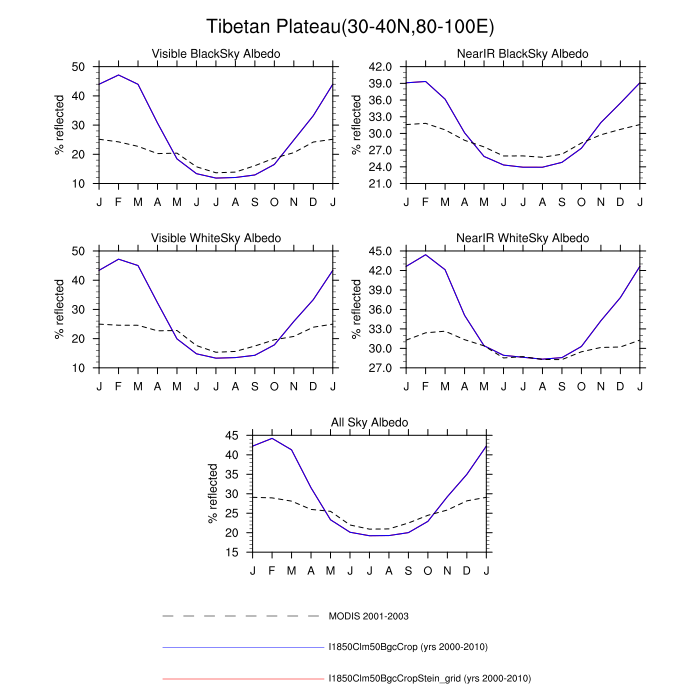 Tibetan Plateau(30-40N,80-100E)
Visible BlackSky Albedo
% reflected
50
40
30
20
10
J F M A M J J A S O N D J
NearIR BlackSky Albedo
% reflected
42.0
39.0
36.0
33.0
30.0
27.0
24.0
21.0
J F M A M J J A S O N D J
Visible WhiteSky Albedo
% reflected
50
40
30
20
10
J F M A M J J A S O N D J
NearIR WhiteSky Albedo
% reflected
45.0
42.0
39.0
36.0
33.0
30.0
27.0
J F M A M J J A S O N D J
All Sky Albedo
% reflected
45
40
35
30
25
20
15
J F M A M J J A S O N D J
MODIS 2001-2003
I1850Clm50BgcCrop (yrs 2000-2010)
I1850Clm50BgcCropStein_grid (yrs 2000-2010)